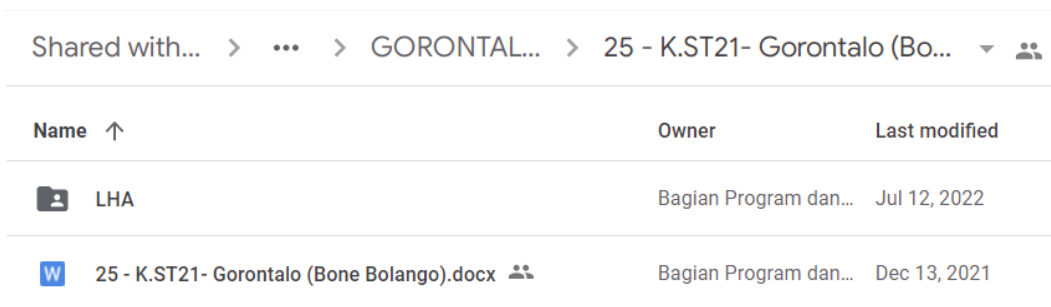 Shared with... > ••• > GORONTAL... > 25 - K.ST21- Gorontalo (Bo...
Name ↑ Owner Last modified
LHA Bagian Program dan... Jul 12, 2022
W 25 - K.ST21- Gorontalo (Bone Bolango).docx Bagian Program dan... Dec 13, 2021